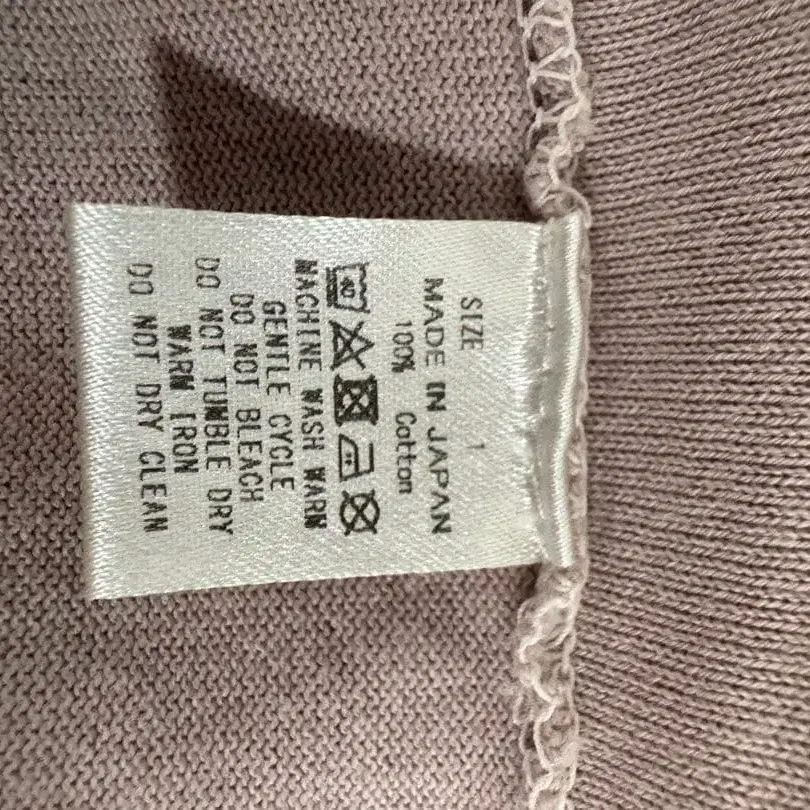 SIZE 1
MADE IN JAPAN
100% Cotton
40
MACHINE WASH WARM
GENTLE CYCLE
DO NOT BLEACH
DO NOT TUMBLE DRY
WARM IRON
DO NOT DRY CLEAN